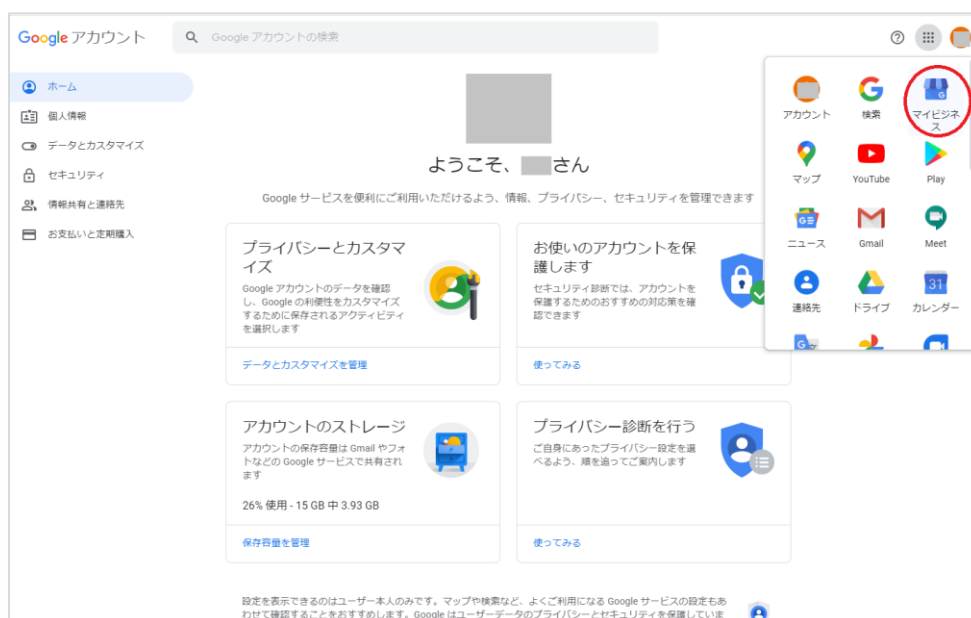 Google アカウント
Google アカウントの検索
ホーム
個人情報
データとカスタマイズ
セキュリティ
情報共有と連絡先
お支払いと定期購入
ようこそ、 さん
Google サービスを便利にご利用いただけるよう、情報、プライバシー、セキュリティを管理できます
プライバシーとカスタマ
イズ
Google アカウントのデータを確認
し、Google の利便性をカスタマイズ
するために保存されるアクティビティ
を選択します
データとカスタマイズを管理
お使いのアカウントを保
護します
セキュリティ診断では、アカウントを
保護するためのおすすめの対応策を確
認できます
使ってみる
アカウントのストレージ
アカウントの保存容量は Gmail やフォ
トなどの Google サービスで共有され
ます
26% 使用 - 15 GB 中 3.93 GB
保存容量を管理
プライバシー診断を行う
ご自身にあったプライバシー設定を選
べるよう、順を追ってご案内します
使ってみる
設定を表示できるのはユーザー本人のみです。マップや検索など、よくご利用になる Google サービスの設定もあ
わせて確認することをおすすめします。Google はユーザーデータのプライバシーとセキュリティを保護していま
アカウント
検索
マイビジネ
ス
マップ
YouTube
Play
ニュース
Gmail
Meet
連絡先
ドライブ
31
カレンダー